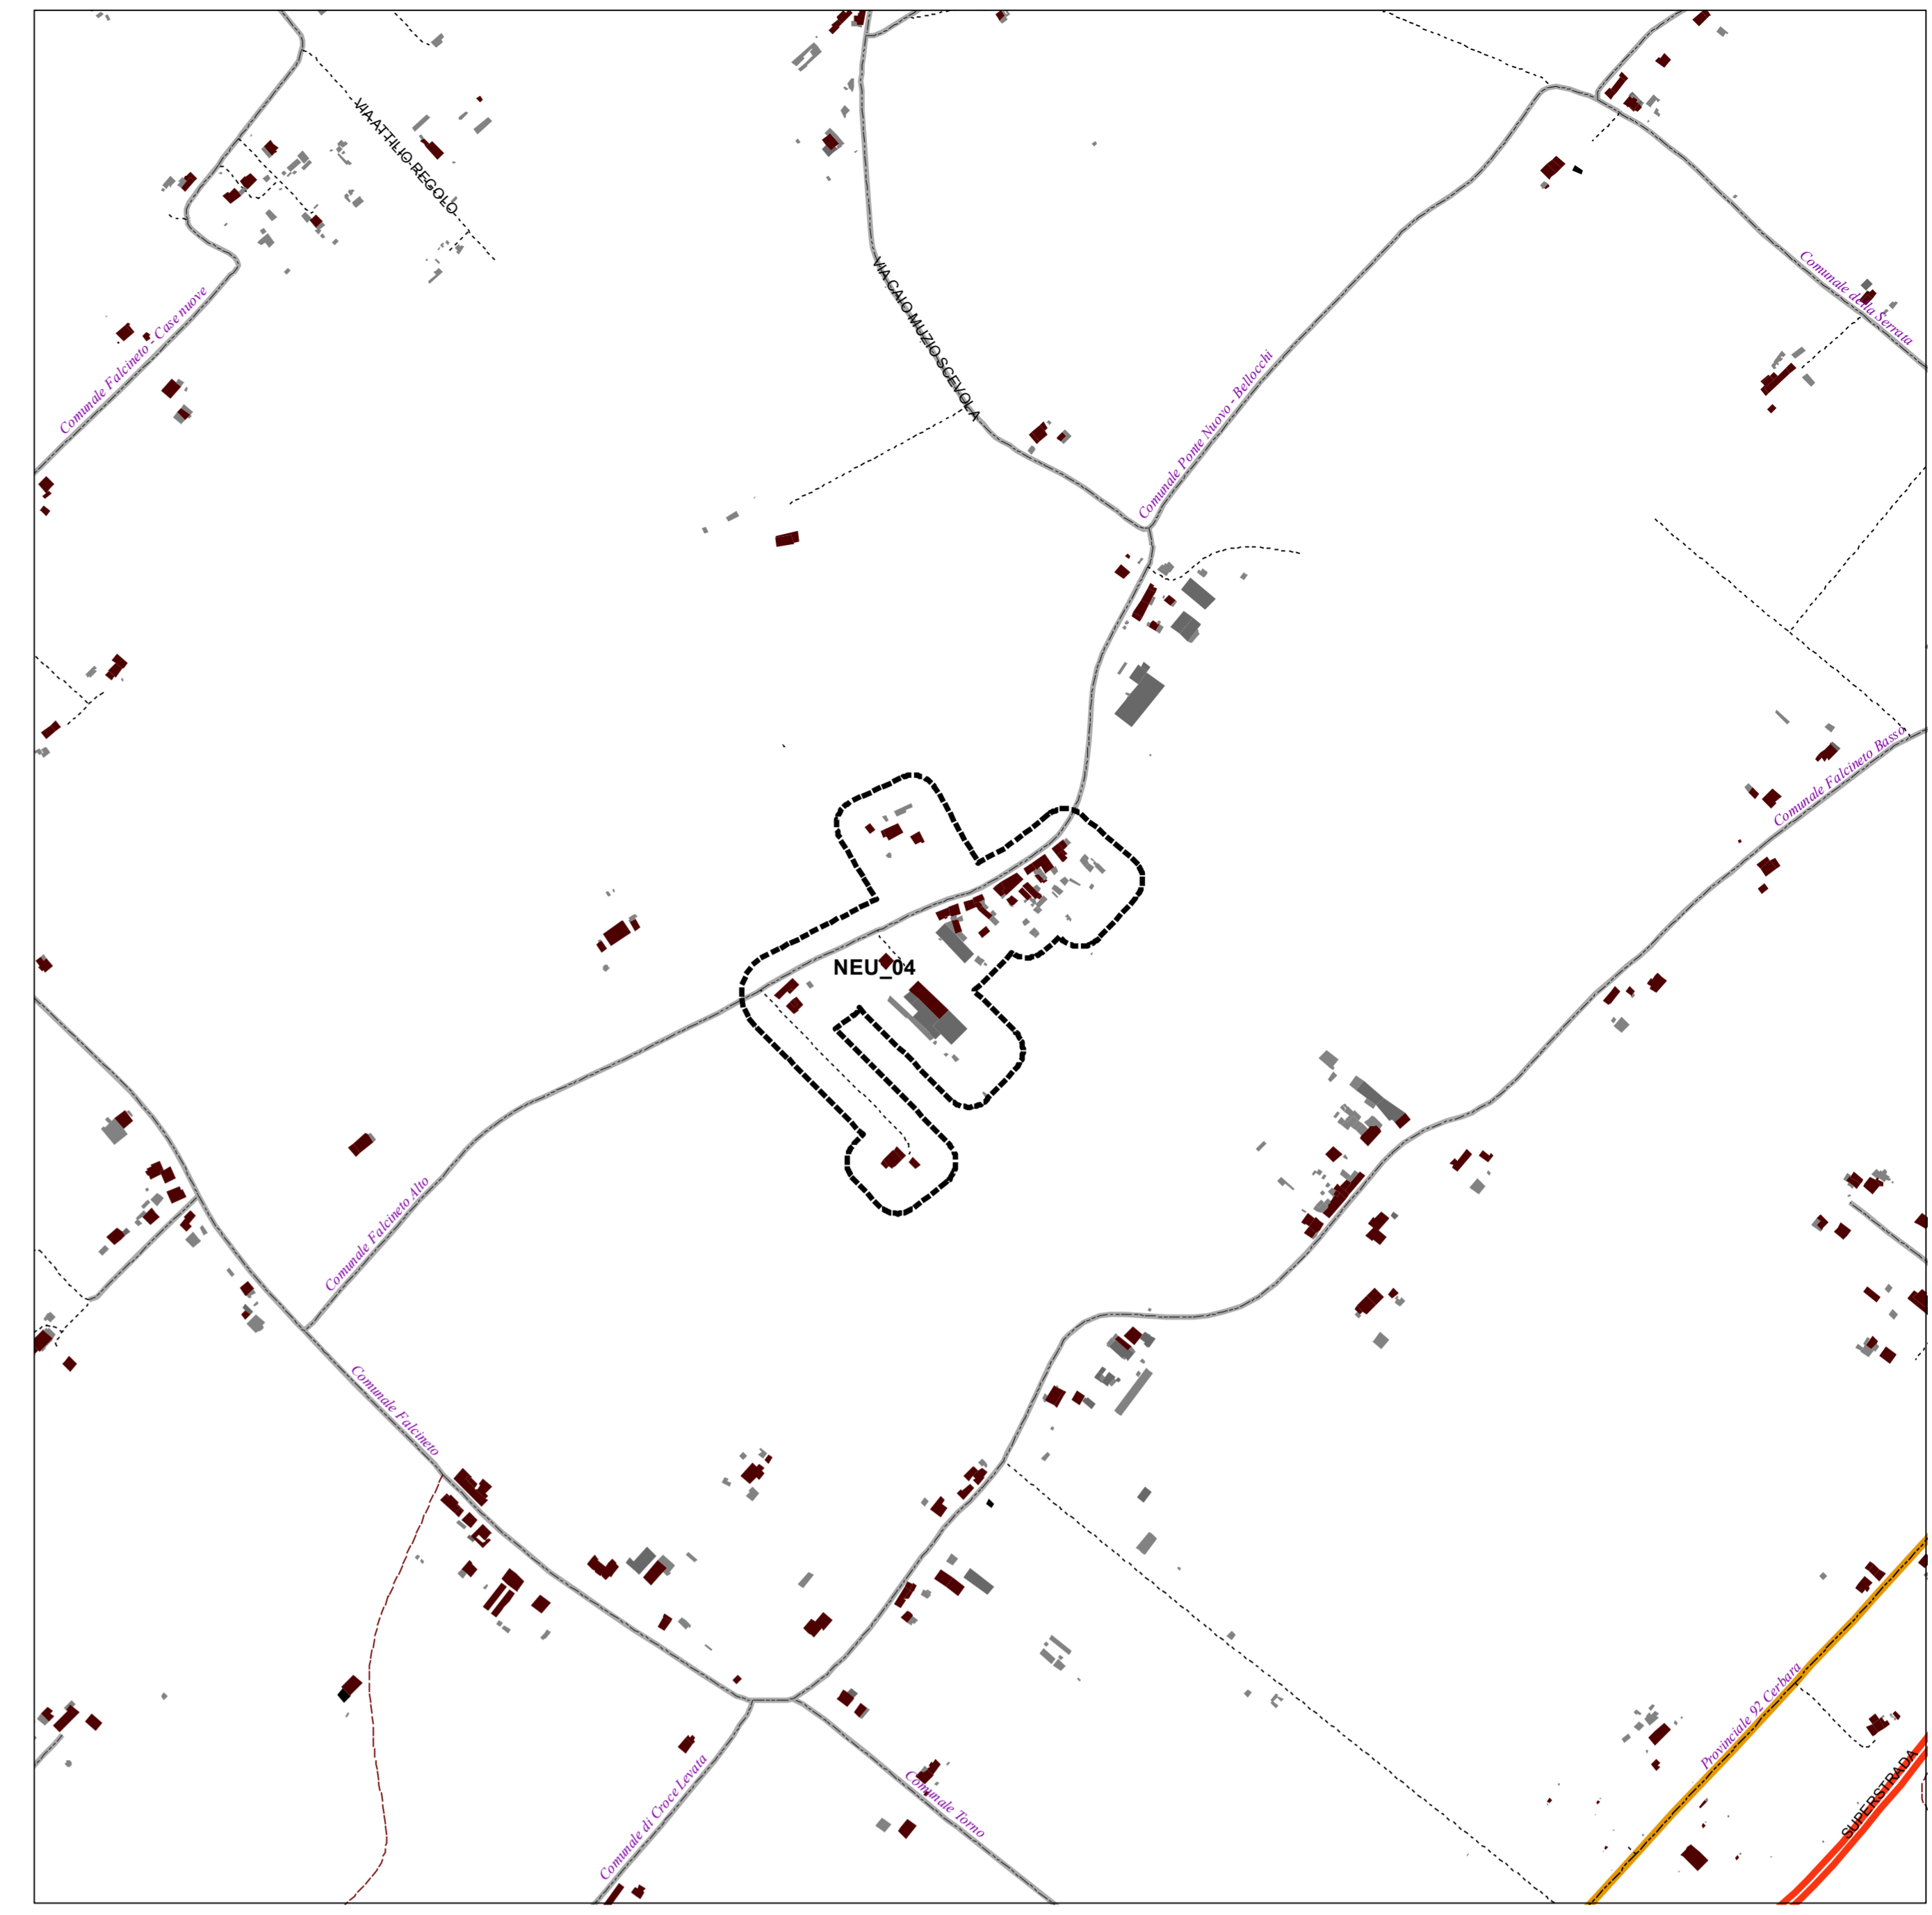 VIA ATTILIO REGOLO
Comunale Falcineto - Case nuove
VIA CAIO MUZIO SCEVOLA
Comunale della Serrata
Comunale Ponte Nuovo - Bellocchi
Comunale Falcineto Basso
NEU_04
Comunale Falcineto Alto
Comunale Falcineto
Provinciale 92 Cerbara
SUPERSTRADA
Comunale di Croce Levata
Comunale Torno